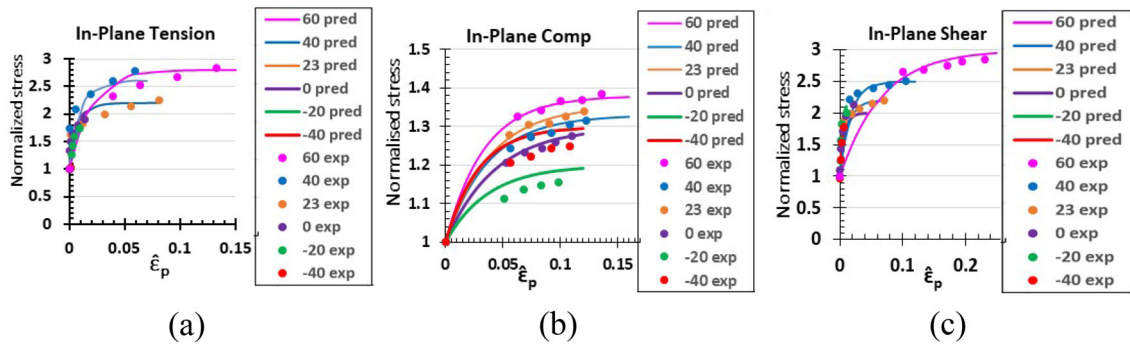 In-Plane Tension
Normalized stress
3
2.5
2
1.5
1
0.5
0
0 0.05 0.1 0.15
ε̂p
60 pred
40 pred
23 pred
0 pred
-20 pred
-40 pred
60 exp
40 exp
23 exp
0 exp
-20 exp
-40 exp
(a)
In-Plane Comp
Normalised stress
1.5
1.4
1.3
1.2
1.1
1
0 0.05 0.1 0.15
ε̂p
60 pred
40 pred
23 pred
0 pred
-20 pred
-40 pred
60 exp
40 exp
23 exp
0 exp
-20 exp
-40 exp
(b)
In-Plane Shear
Normalized stress
3
2.5
2
1.5
1
0.5
0
0 0.1 0.2
ε̂p
60 pred
40 pred
23 pred
0 pred
-20 pred
-40 pred
60 exp
40 exp
23 exp
0 exp
-20 exp
-40 exp
(c)